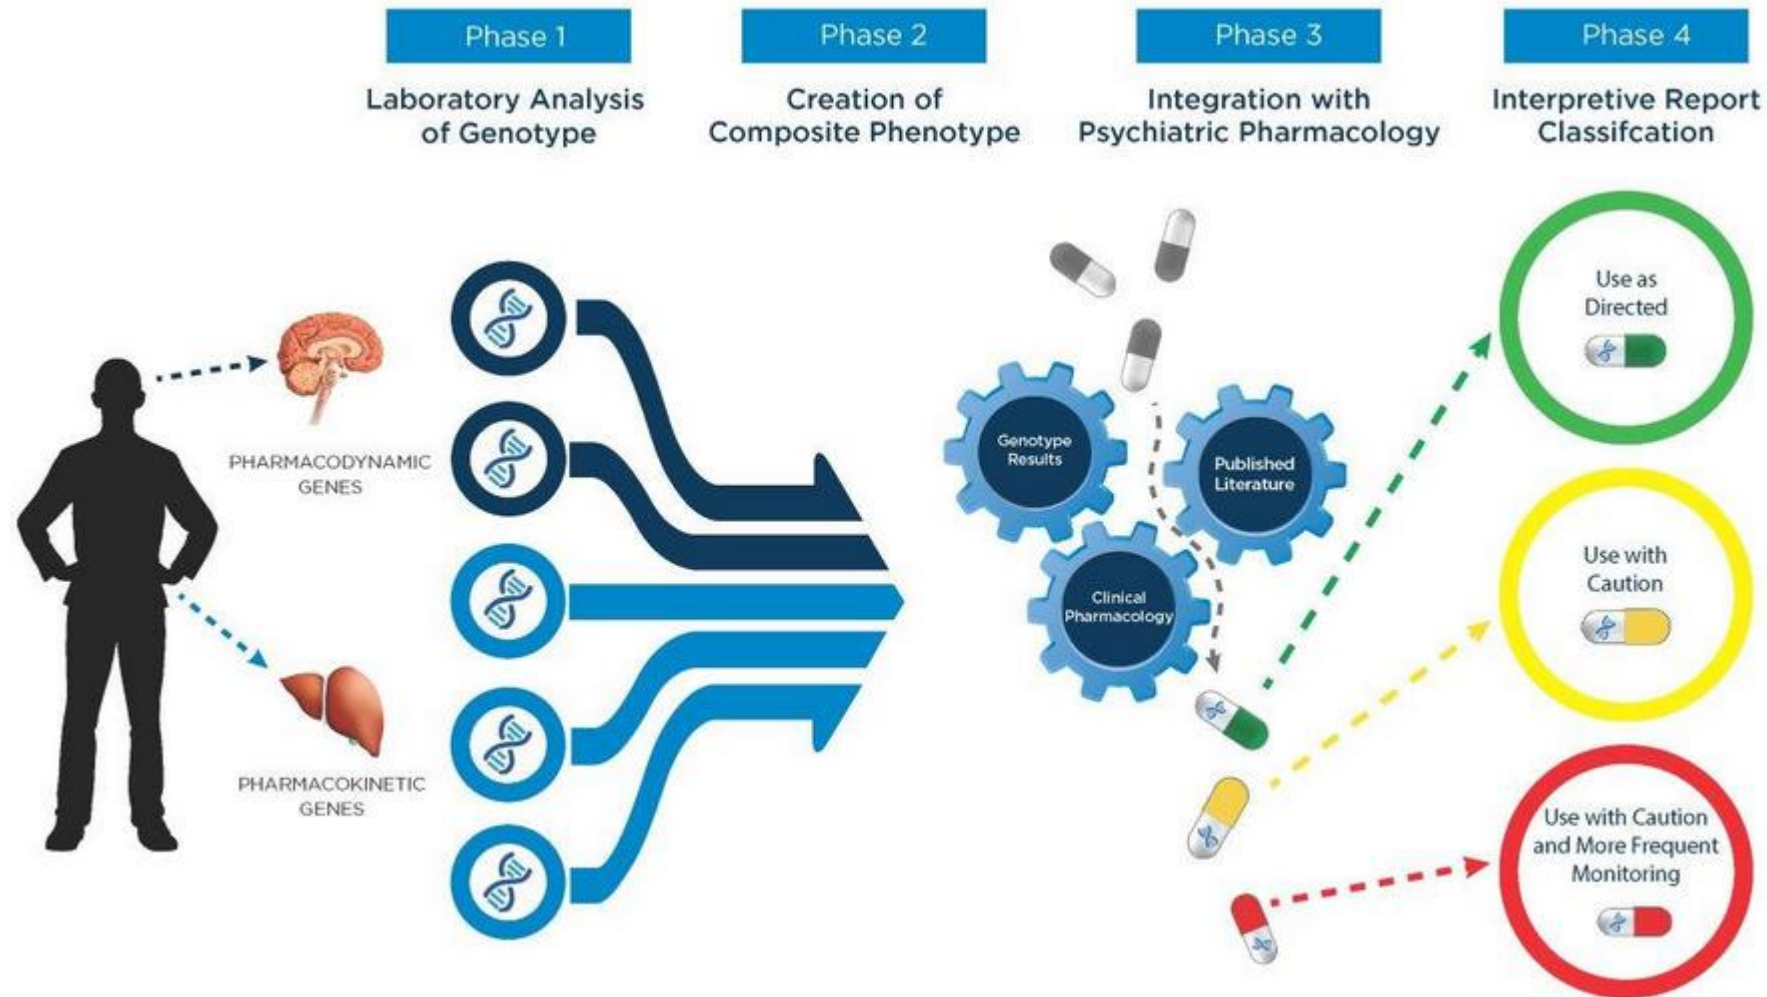 Phase 1
Laboratory Analysis
of Genotype
Phase 2
Creation of
Composite Phenotype
Phase 3
Integration with
Psychiatric Pharmacology
Phase 4
Interpretive Report
Classifcation
PHARMACODYNAMIC
GENES
PHARMACOKINETIC
GENES
Genotype
Results
Published
Literature
Clinical
Pharmacology
Use as
Directed
Use with
Caution
Use with Caution
and More Frequent
Monitoring